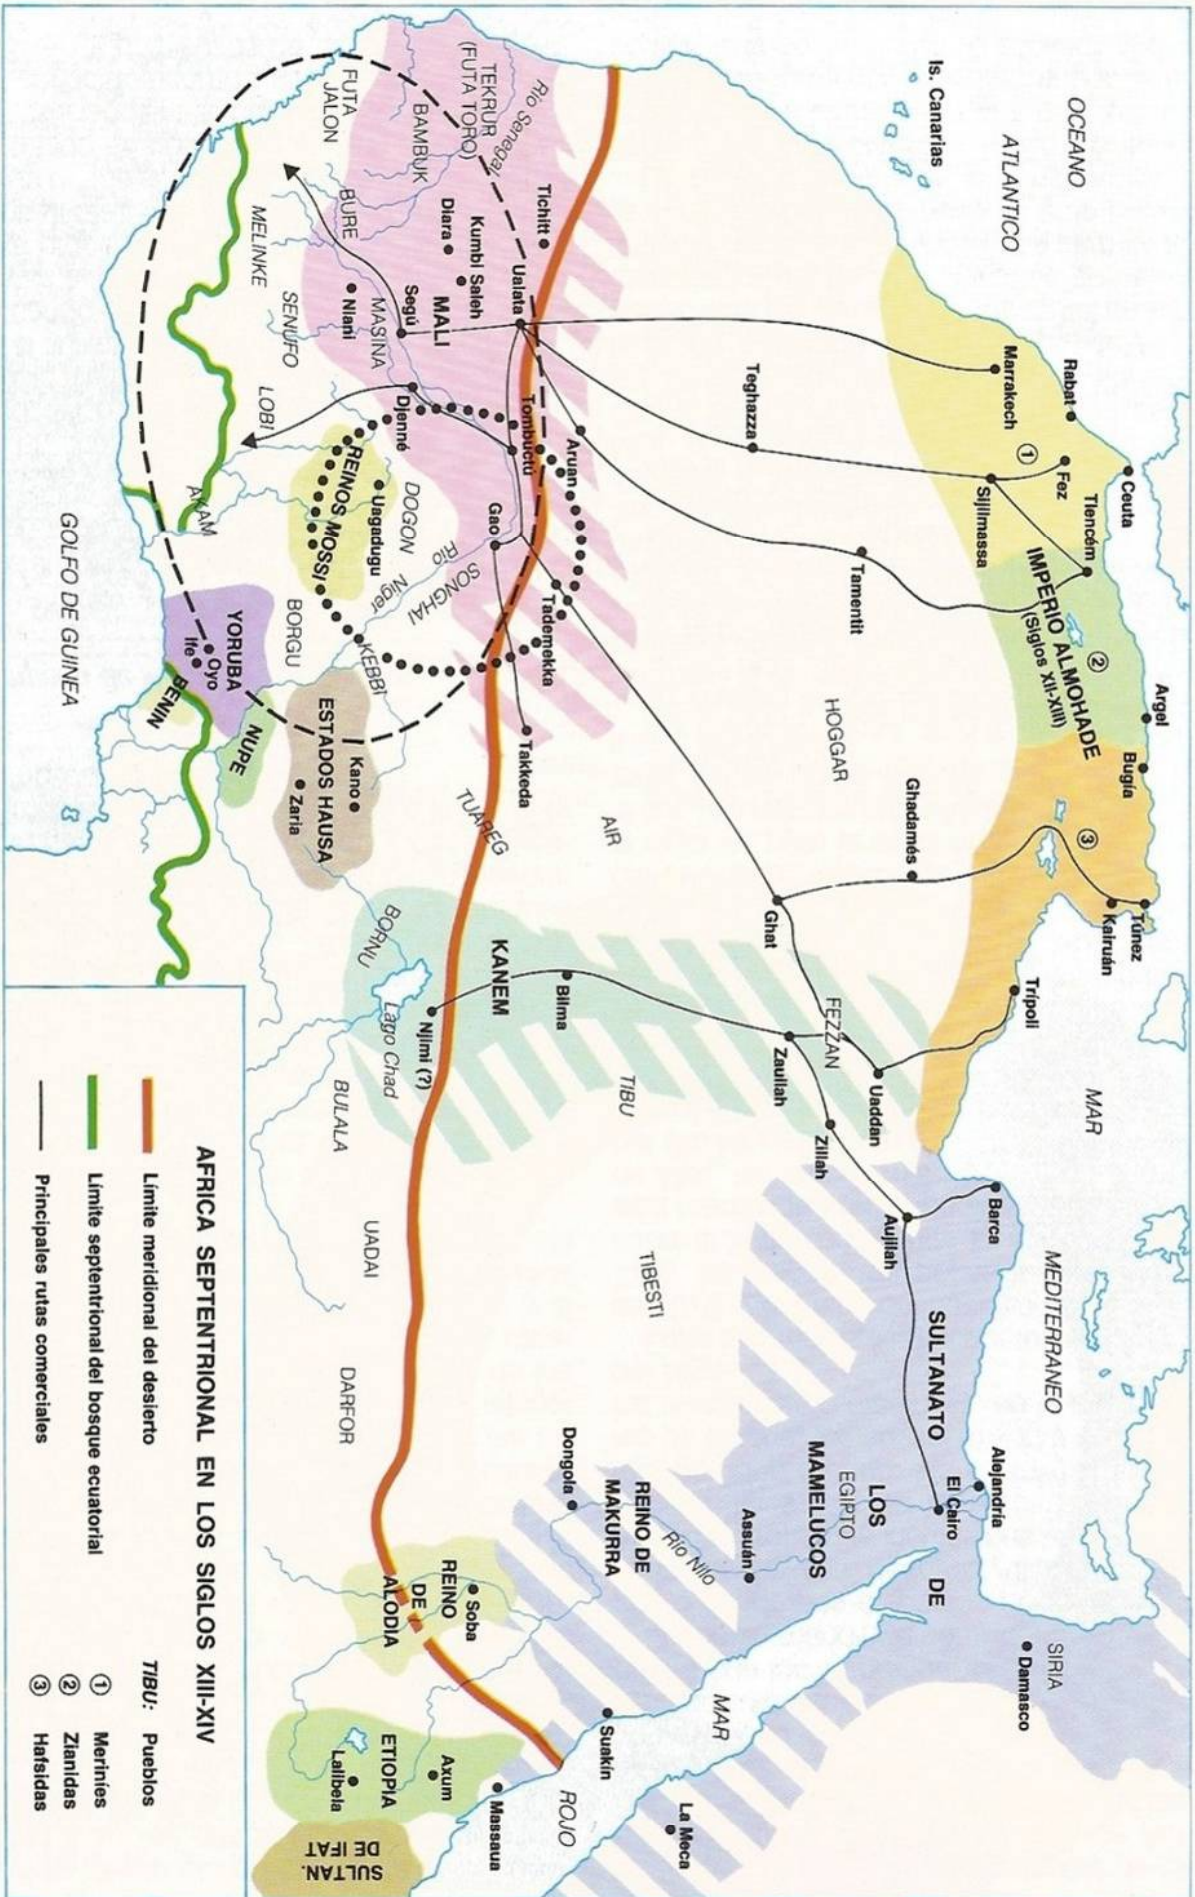 OCEANO
ATLANTICO
Is. Canarias
MAR
MEDITERRANEO
Rabat
Ceuta
Fez
Marrakech
①
Tlencém
Sijilmassa
IMPERIO ALMOHADE
(Siglos XII-XIII)
②
Argel
Bugía
③
Túnez
Kairuán
Trípoli
Barca
Alejandría
El Cairo
SULTANATO
DE
LOS
MAMELUCOS
EGIPTO
SIRIA
Damasco
Teghazza
Tamentit
HOGGAR
Ghadamés
Ghat
FEZZAN
Uaddan
Zauilah
Zillah
Aujilah
Assuán
Río Nilo
REINO DE
MAKURRA
Dongola
MAR
ROJO
Suakín
La Meca
TIBESTI
TIBU
Bilma
KANEM
AIR
TUAREG
Tichitt
Río Senegal
TEKRUR
(FUTA TORO)
BAMBUK
FUTA
JALON
BURE
Diara
Kumbi Saleh
Ualata
MALI
Segú
MASINA
Niani
MELINKE
SENUFO
LOBI
Djenné
Tombuctú
Aruan
Gao
Tademekka
Takkeda
SONGHAI
Río
Niger
DOGON
Uagadugu
REINOS MOSSI
AKAM
BORGU
KEBBI
YORUBA
Oyo
Ife
BENIN
NUPE
ESTADOS HAUSA
Kano
Zaria
GOLFO DE GUINEA
BORNU
Lago Chad
Njimi (?)
BULALA
UADAI
DARFOR
REINO
DE
ALODIA
Soba
ETIOPIA
Axum
Lalibela
Massaua
SULTAN.
DE IFAT
AFRICA SEPTENTRIONAL EN LOS SIGLOS XIII-XIV
Límite meridional del desierto
Límite septentrional del bosque ecuatorial
Principales rutas comerciales
TIBU: Pueblos
① Meriníes
② Zianidas
③ Hafsidas